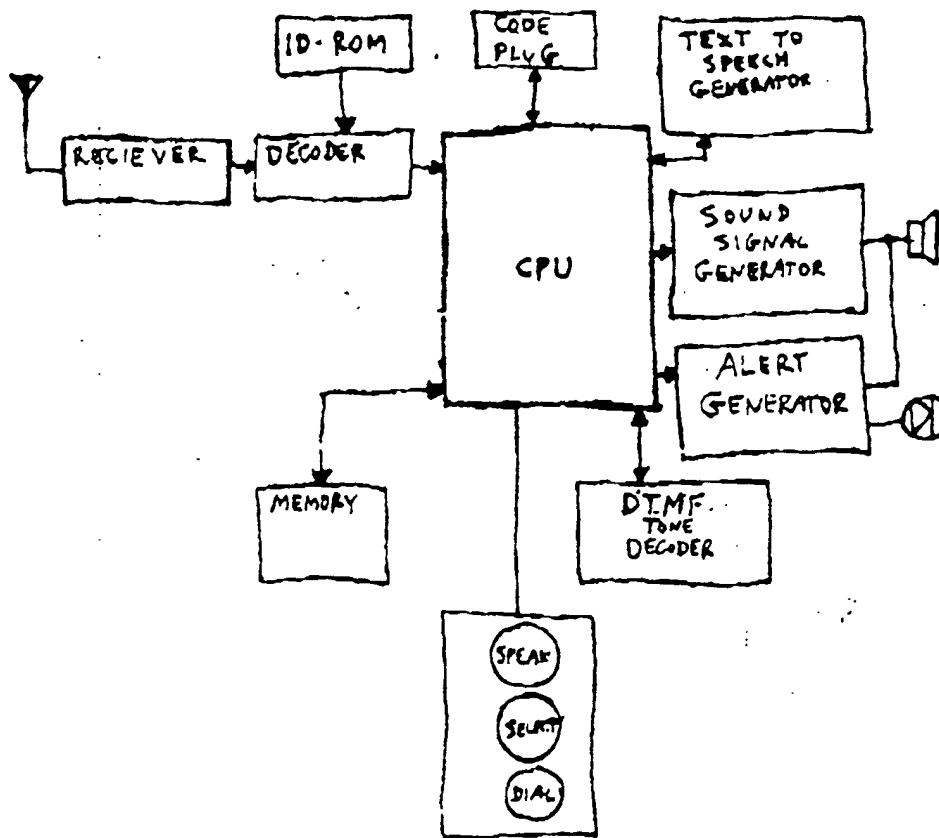 ID-ROM
CODE
PLUG
TEXT TO
SPEECH
GENERATOR
RECIEVER
DECODER
SOUND
SIGNAL
GENERATOR
CPU
ALERT
GENERATOR
MEMORY
DTMF.
TONE
DECODER
SPEAK
SELECT
DIAL